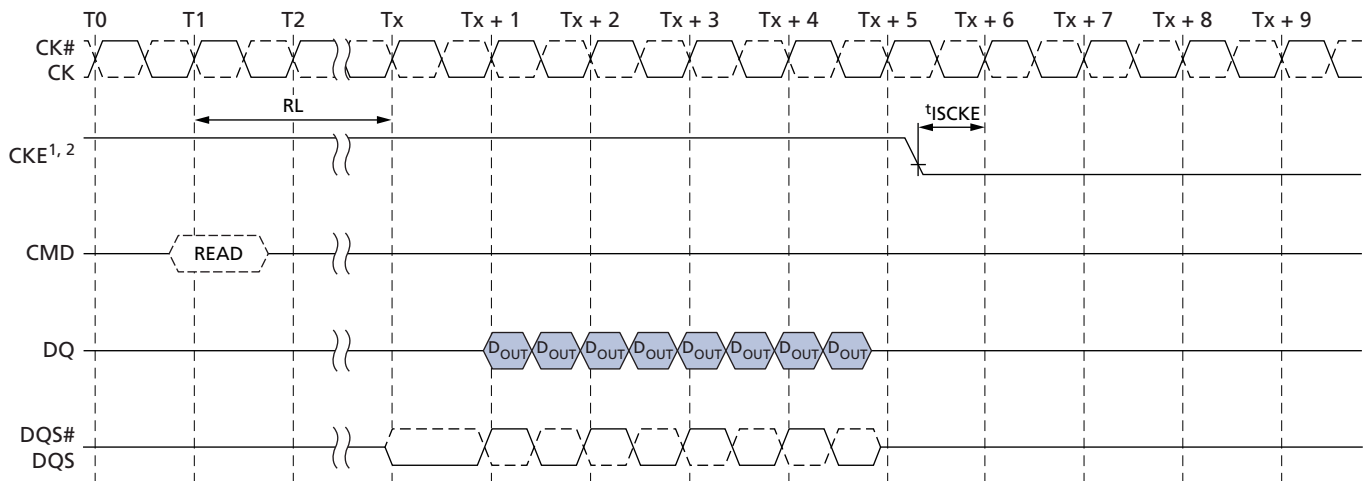 T0 T1 T2 Tx Tx + 1 Tx + 2 Tx + 3 Tx + 4 Tx + 5 Tx + 6 Tx + 7 Tx + 8 Tx + 9
CK#
CK
RL
tISCKE
CKE1, 2
CMD READ
DQ DOUT DOUT DOUT DOUT DOUT DOUT DOUT DOUT
DQS#
DQS